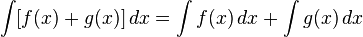 ∫[f(x) + g(x)] dx = ∫ f(x) dx + ∫ g(x) dx